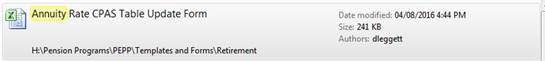 Annuity Rate CPAS Table Update Form
Date modified: 04/08/2016 4:44 PM
Size: 241 KB
Authors: dleggett
H:\Pension Programs\PEPP\Templates and Forms\Retirement